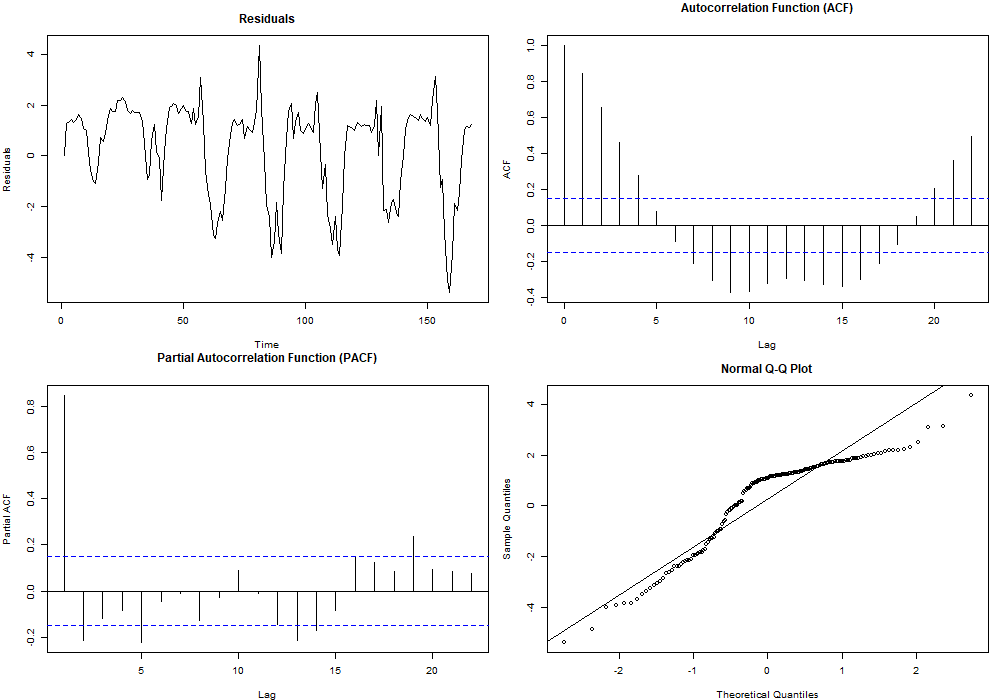 Residuals
4
2
0
-2
-4
Residuals
0 50 100 150
Time
Autocorrelation Function (ACF)
1.0
0.8
0.6
0.4
0.2
0.0
-0.2
-0.4
ACF
0 5 10 15 20
Lag
Partial Autocorrelation Function (PACF)
0.8
0.6
0.4
0.2
0.0
-0.2
Partial ACF
5 10 15 20
Lag
Normal Q-Q Plot
4
2
0
-2
-4
Sample Quantiles
-2 -1 0 1 2
Theoretical Quantiles